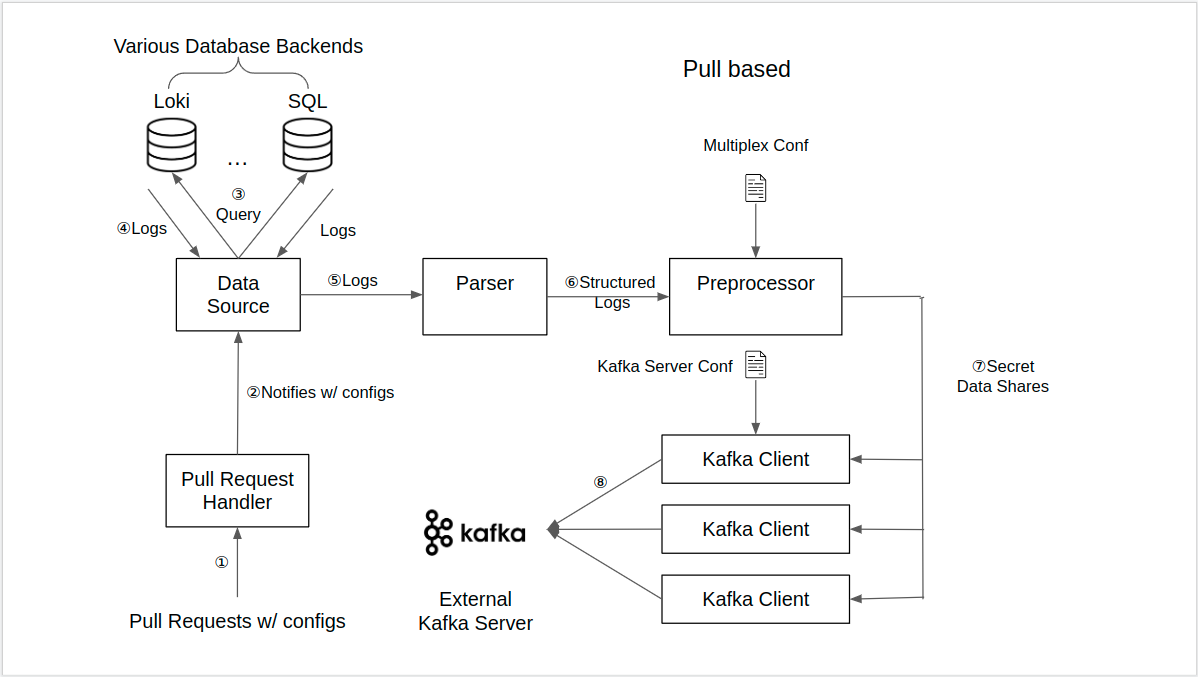 Various Database Backends
Pull based
Loki
SQL
Multiplex Conf
...
③
Query
④Logs
Logs
Data
Source
⑤Logs
Parser
⑥Structured
Logs
Preprocessor
Kafka Server Conf
⑦Secret
Data Shares
②Notifies w/ configs
Kafka Client
Pull Request
Handler
⑧
Kafka Client
kafka
①
External
Kafka Server
Kafka Client
Pull Requests w/ configs